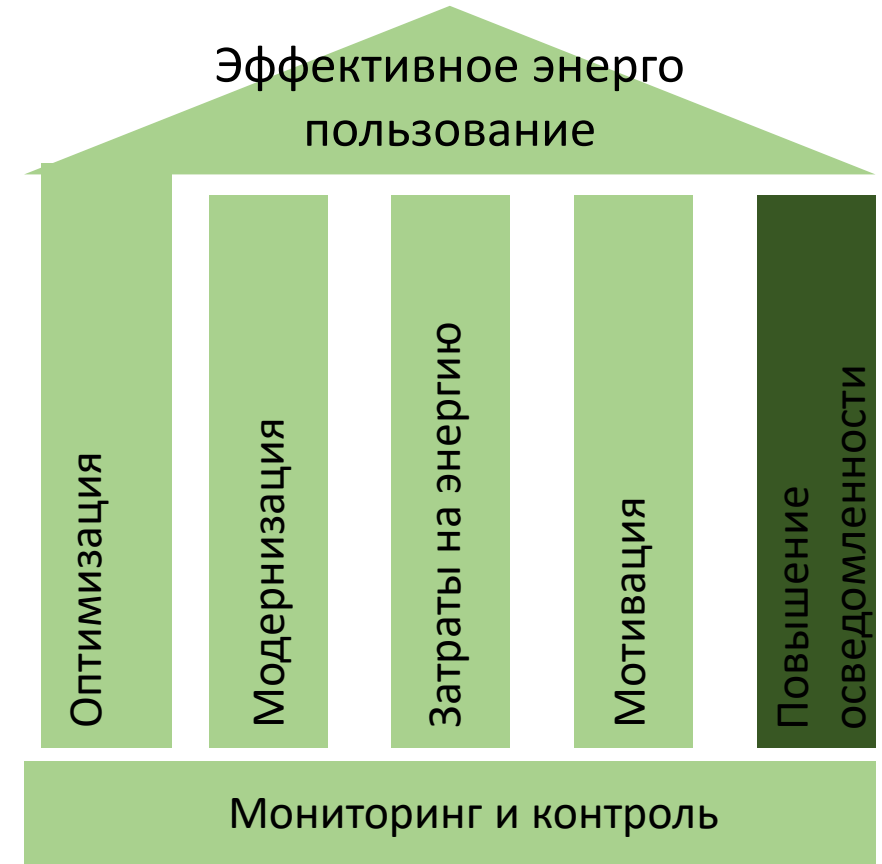 Эффективное энерго
пользование
Оптимизация
Модернизация
Затраты на энергию
Мотивация
Повышение
осведомленности
Мониторинг и контроль